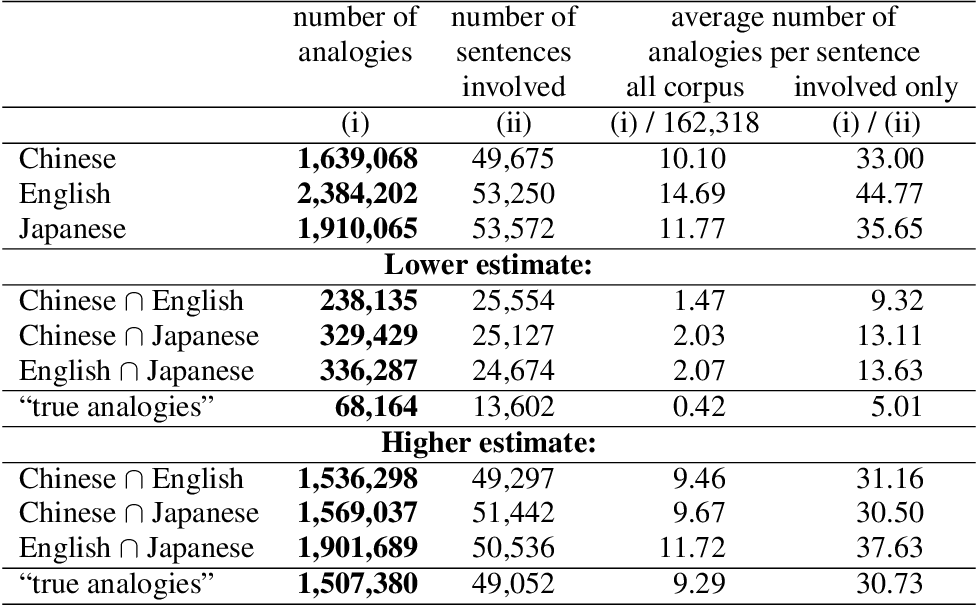 number of number of average number of
analogies sentences analogies per sentence
involved all corpus involved only
(i) (ii) (i) / 162,318 (i) / (ii)
Chinese 1,639,068 49,675 10.10 33.00
English 2,384,202 53,250 14.69 44.77
Japanese 1,910,065 53,572 11.77 35.65
Lower estimate:
Chinese ∩ English 238,135 25,554 1.47 9.32
Chinese ∩ Japanese 329,429 25,127 2.03 13.11
English ∩ Japanese 336,287 24,674 2.07 13.63
“true analogies” 68,164 13,602 0.42 5.01
Higher estimate:
Chinese ∩ English 1,536,298 49,297 9.46 31.16
Chinese ∩ Japanese 1,569,037 51,442 9.67 30.50
English ∩ Japanese 1,901,689 50,536 11.72 37.63
“true analogies” 1,507,380 49,052 9.29 30.73